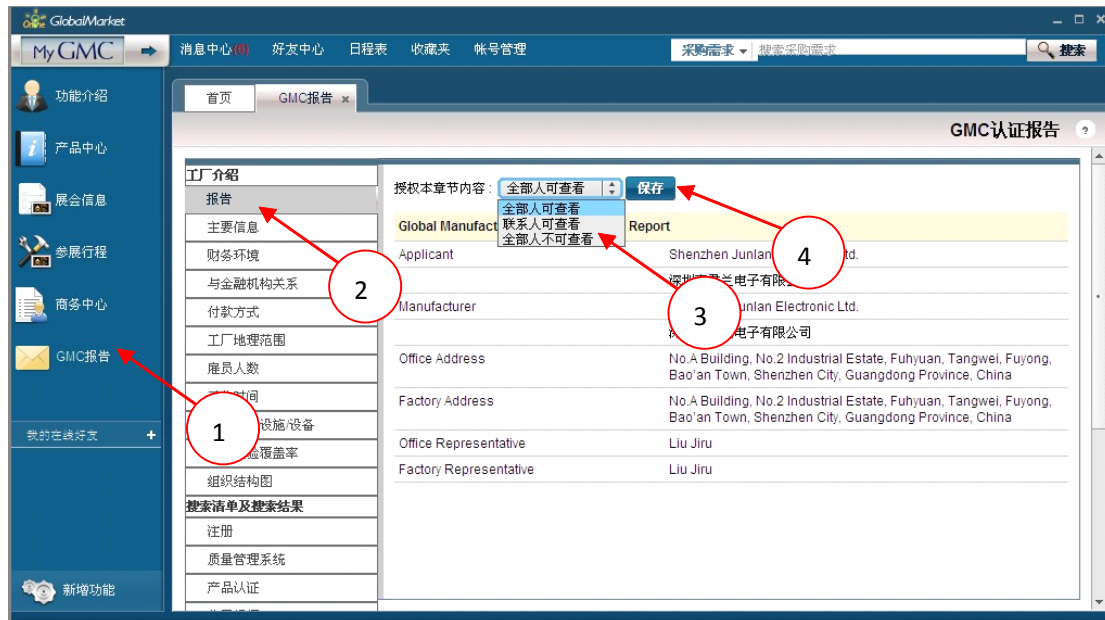 GlobalMarket
My GMC
消息中心(6) 好友中心 日程表 收藏夹 帐号管理 采购需求 搜索采购需求 搜索
功能介绍
产品中心
展会信息
参展行程
商务中心
GMC报告
我的在线好友 +
新增功能
首页 GMC报告 ×
GMC认证报告 ?
工厂介绍
报告
主要信息
财务环境
与金融机构关系
付款方式
工厂地理范围
雇员人数
时间
设施/设备
覆盖率
组织结构图
搜索清单及搜索结果
注册
质量管理系统
产品认证
授权本章节内容: 全部人可查看 保存
全部人可查看
联系人可查看
全部人不可查看
Global Manufact Report
Applicant Shenzhen Junlan td.
兰电子有限
Manufacturer unlan Electronic Ltd.
电子有限公司
Office Address No.A Building, No.2 Industrial Estate, Fuhyuan, Tangwei, Fuyong,
Bao'an Town, Shenzhen City, Guangdong Province, China
Factory Address No.A Building, No.2 Industrial Estate, Fuhyuan, Tangwei, Fuyong,
Bao'an Town, Shenzhen City, Guangdong Province, China
Office Representative Liu Jiru
Factory Representative Liu Jiru
1
2
3
4